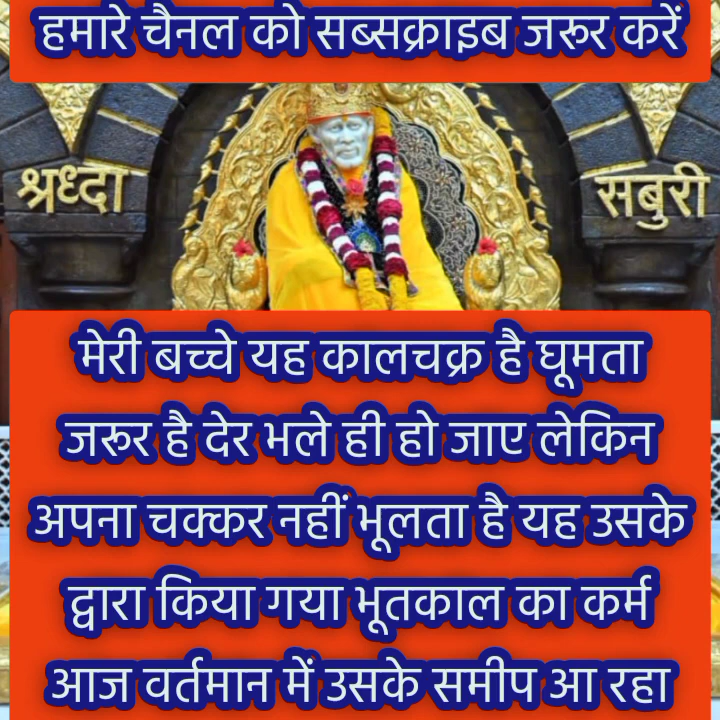 हमारे चैनल को सब्सक्राइब जरूर करें
श्रध्दा
सबुरी
मेरी बच्चे यह कालचक्र है घूमता
जरूर है देर भले ही हो जाए लेकिन
अपना चक्कर नहीं भूलता है यह उसके
द्वारा किया गया भूतकाल का कर्म
आज वर्तमान में उसके समीप आ रहा